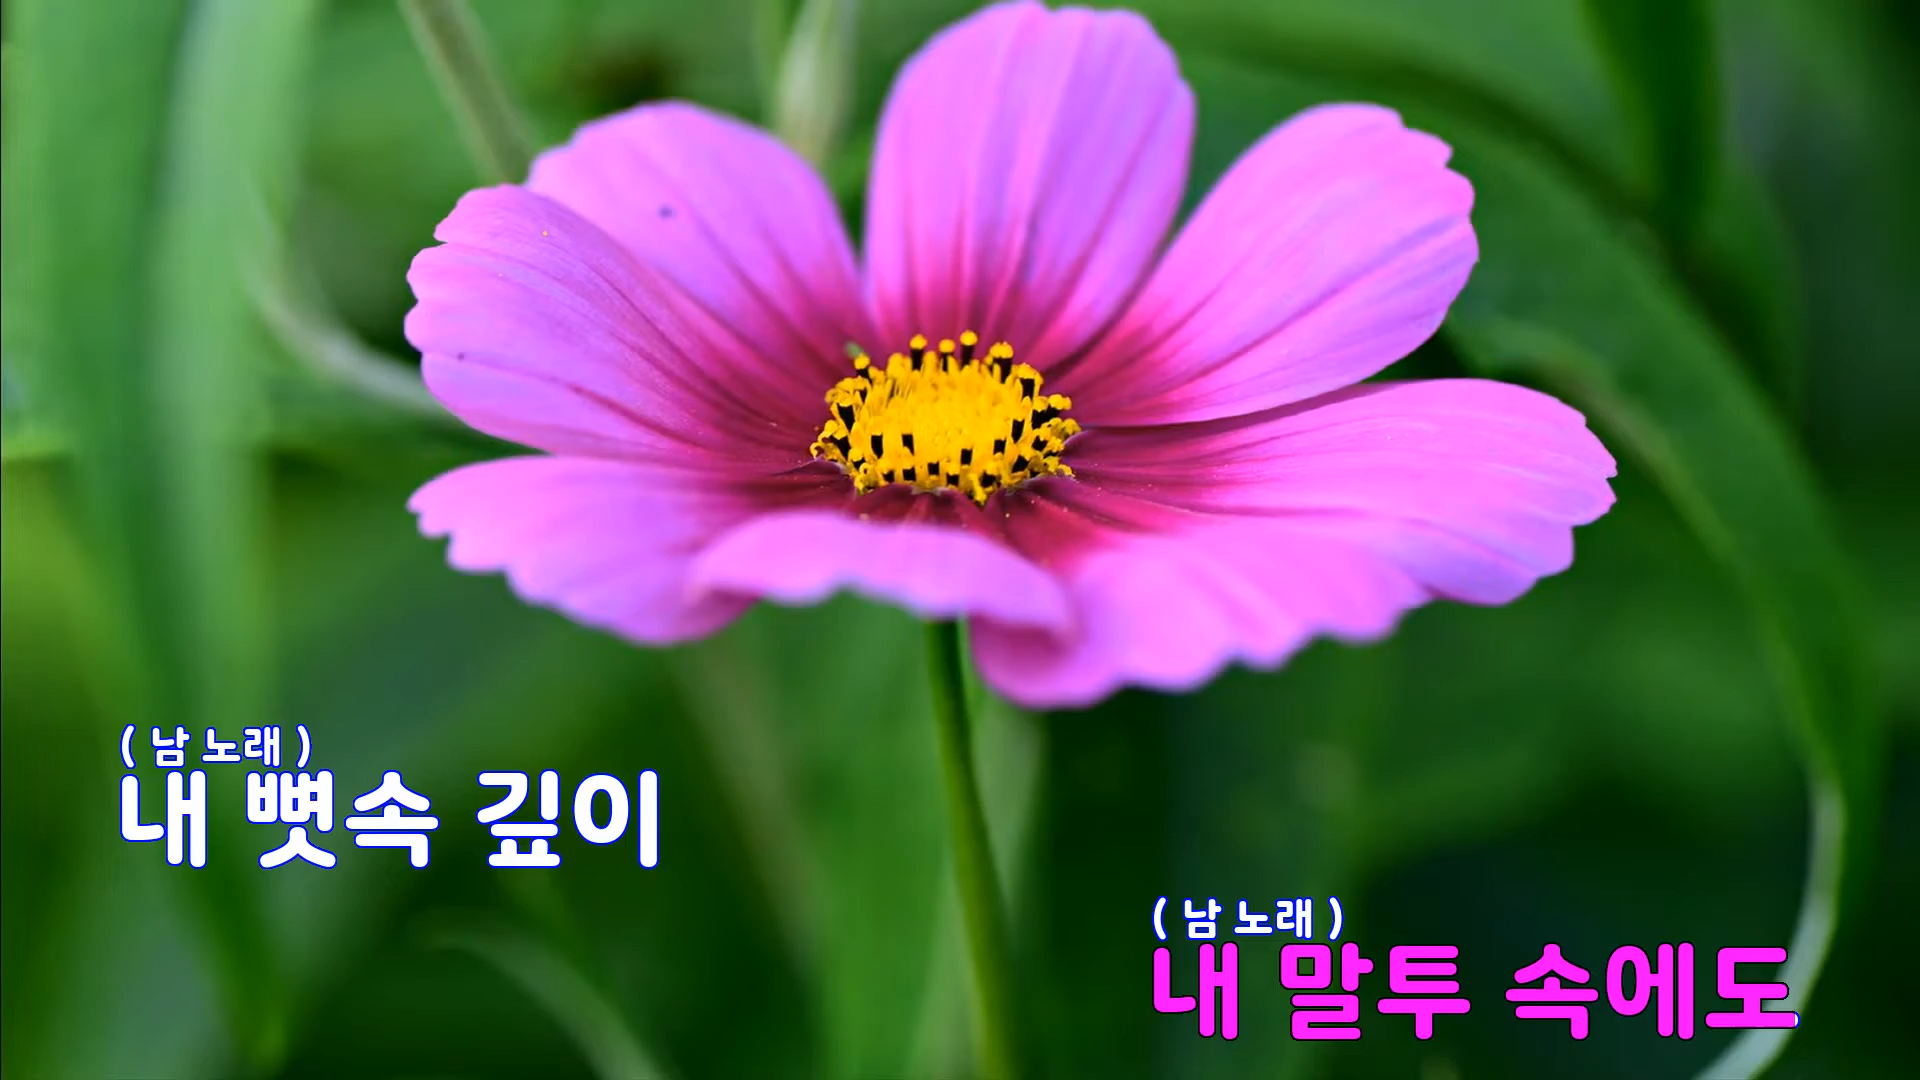 ( 남 노래 )
내 뼛속 깊이
( 남 노래 )
내 말투 속에도